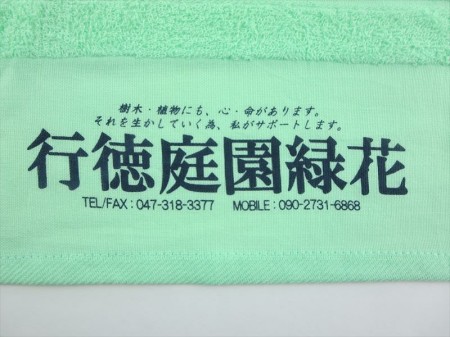 樹木・植物にも、心・命があります。
それを生かしていく為、私がサポートします。
行徳庭園緑花
TEL/FAX : 047-318-3377 MOBILE : 090-2731-6868